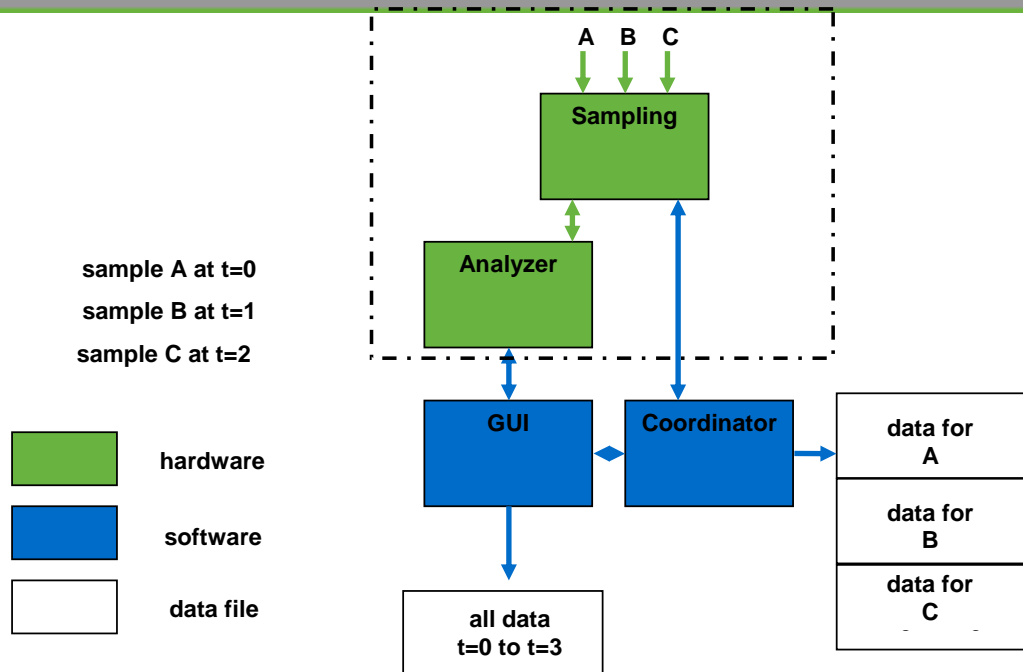 A B C
Sampling
Analyzer
sample A at t=0
sample B at t=1
sample C at t=2
GUI
Coordinator
data for
A
data for
B
data for
C
hardware
software
data file
all data
t=0 to t=3